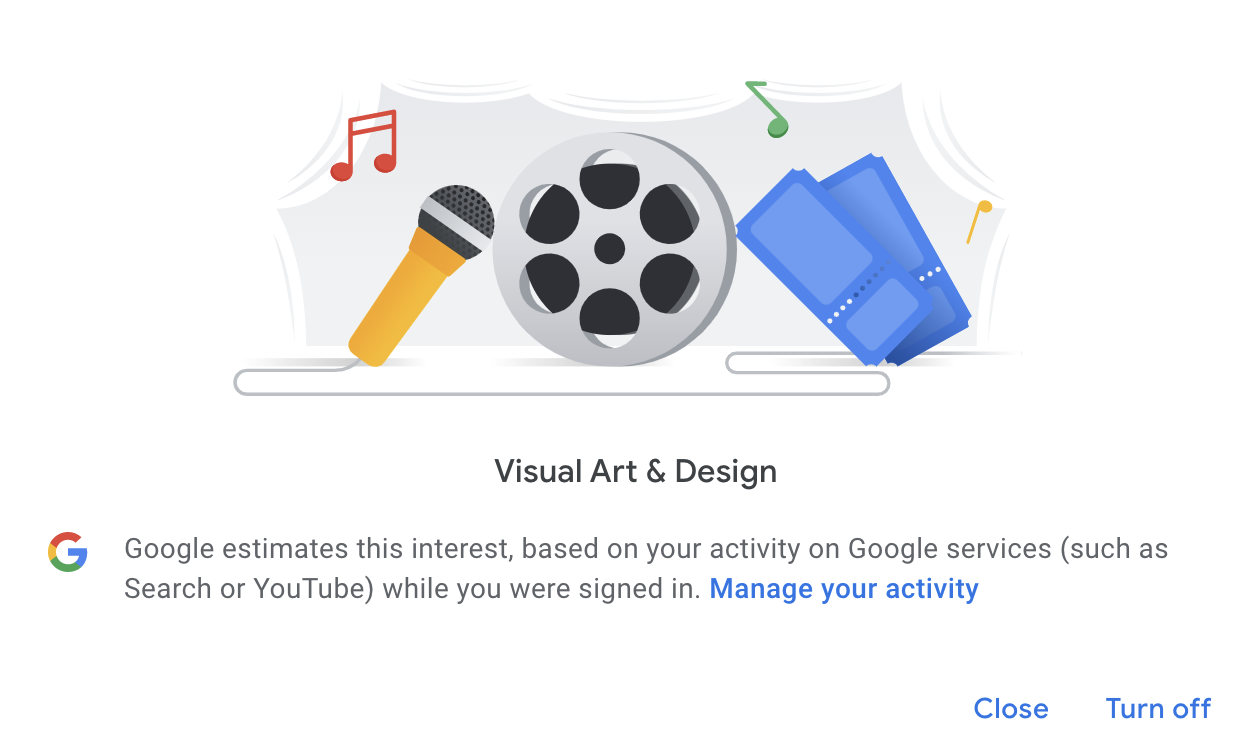 Visual Art & Design
Google estimates this interest, based on your activity on Google services (such as
Search or YouTube) while you were signed in. Manage your activity
Close Turn off